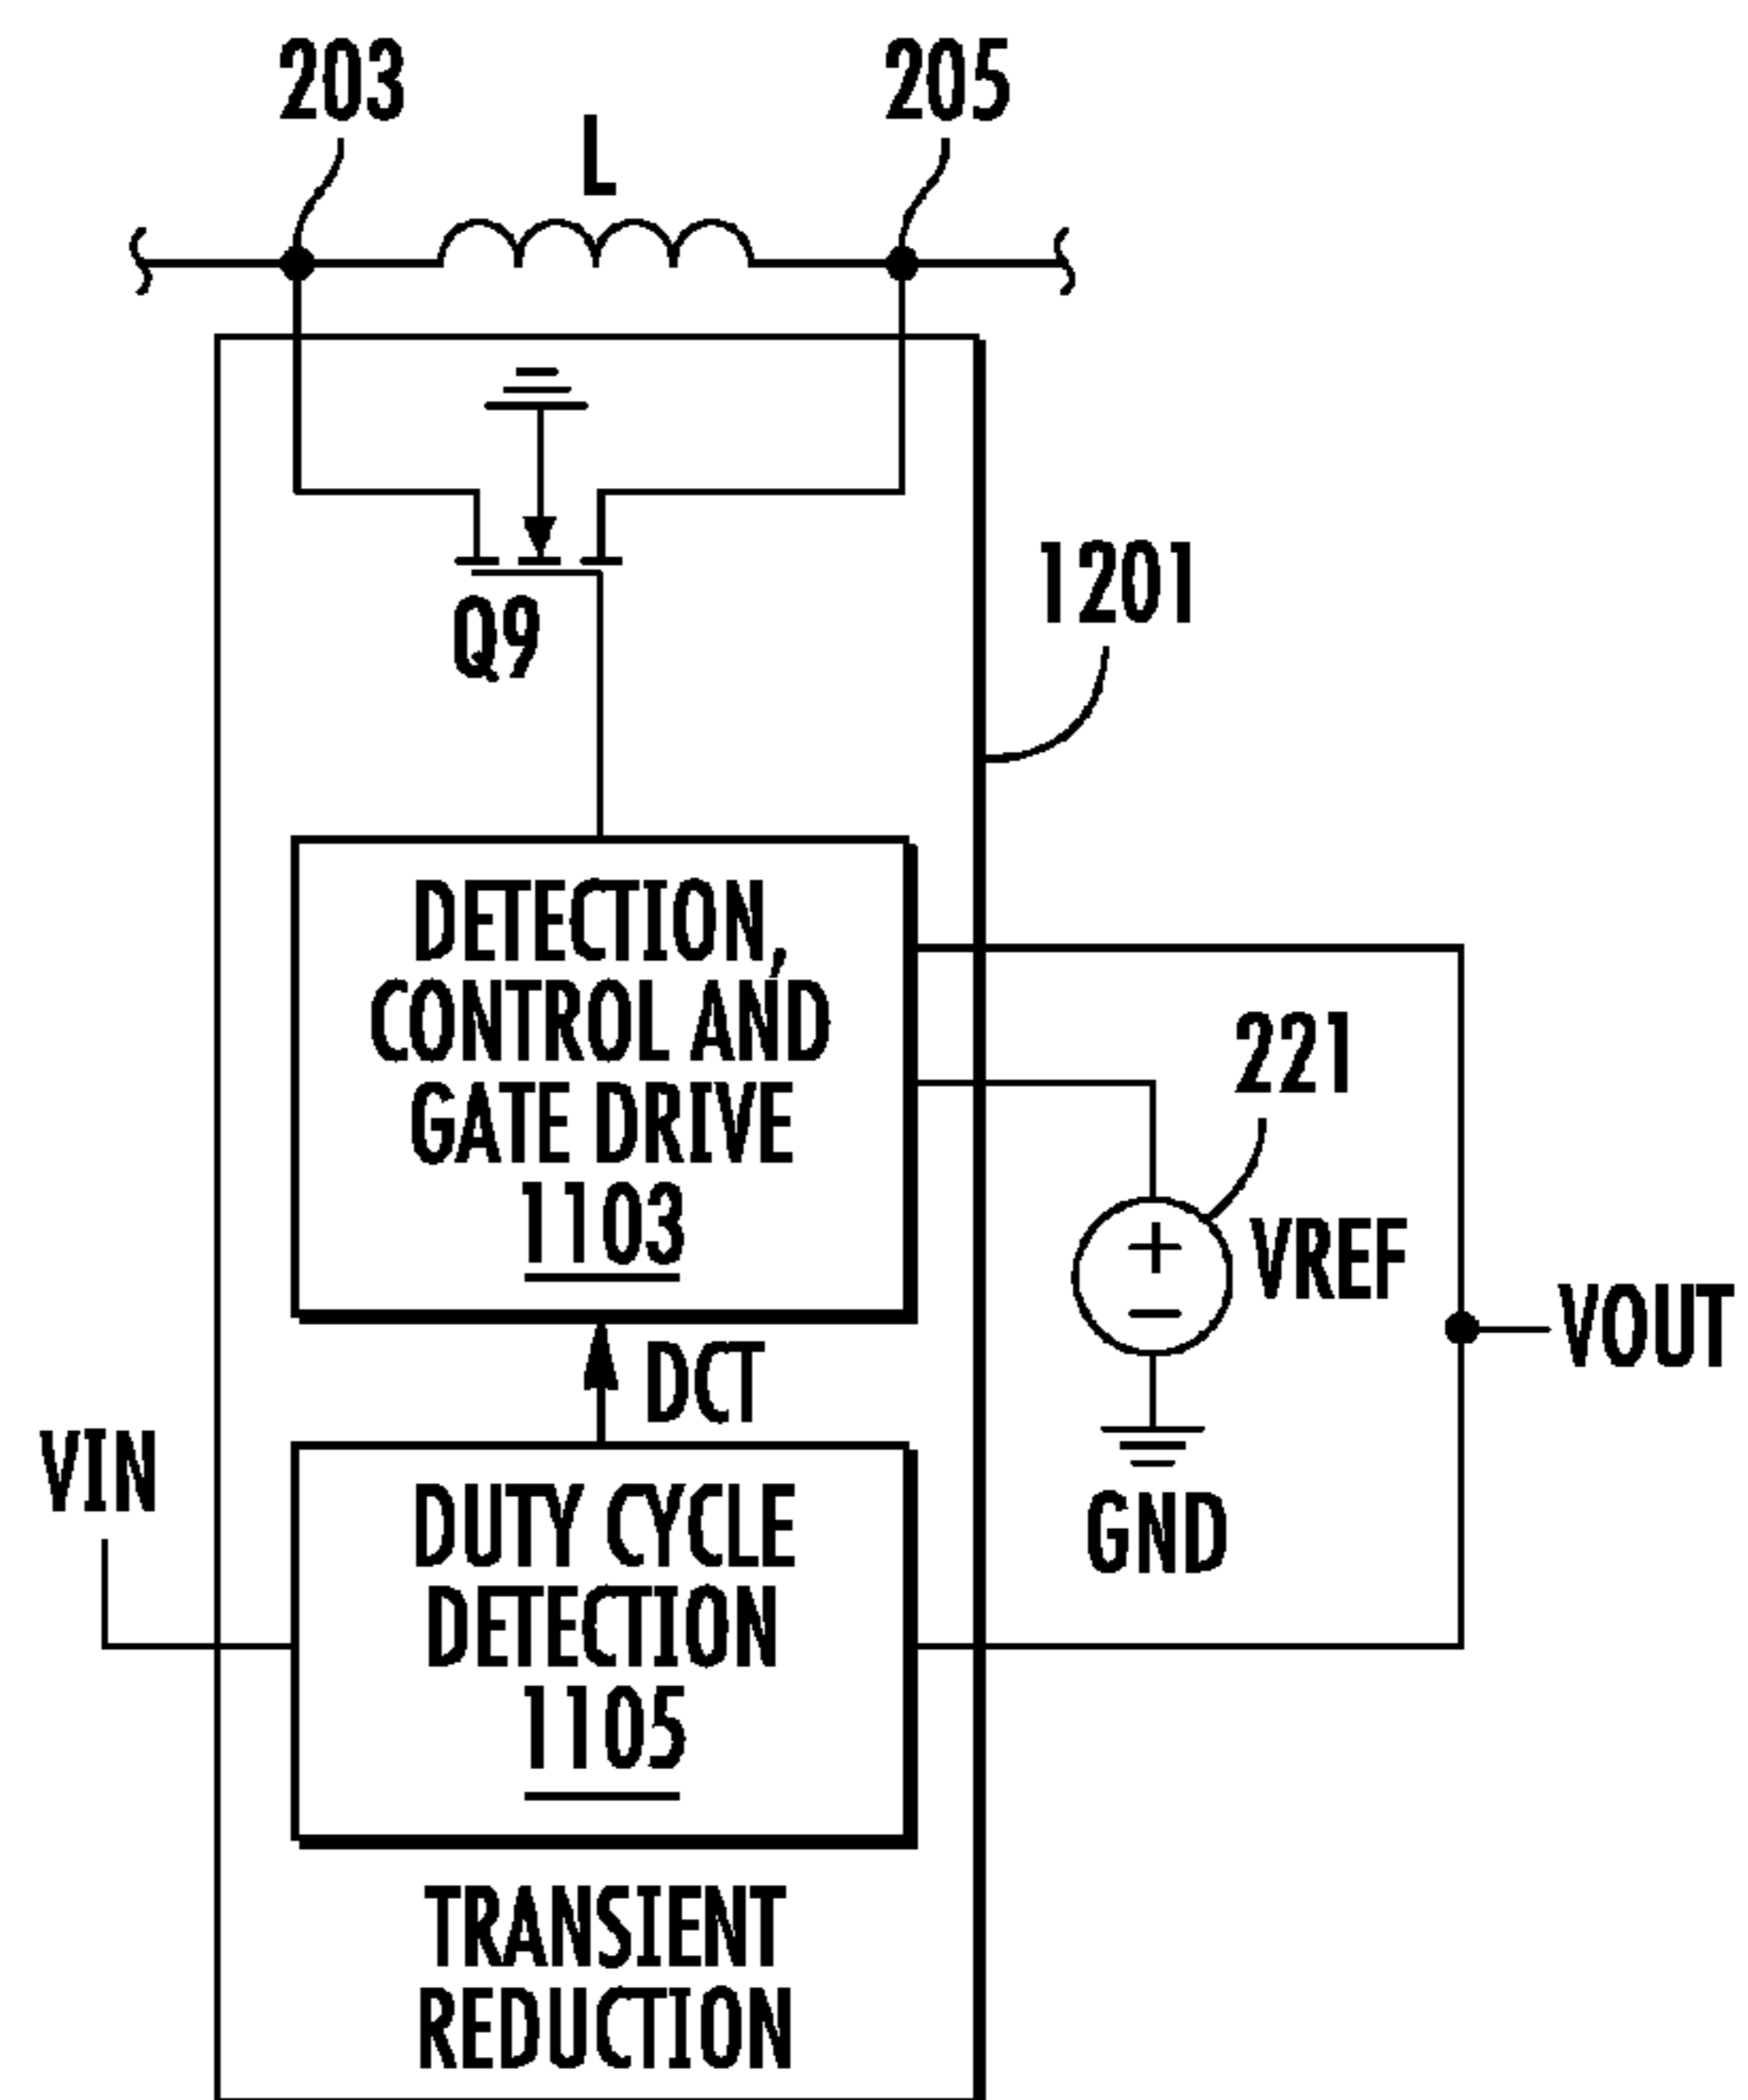 203
205
L
Q9
1201
DETECTION,
CONTROL AND
GATE DRIVE
1103
221
VREF
VOUT
DCT
GND
VIN
DUTY CYCLE
DETECTION
1105
TRANSIENT
REDUCTION